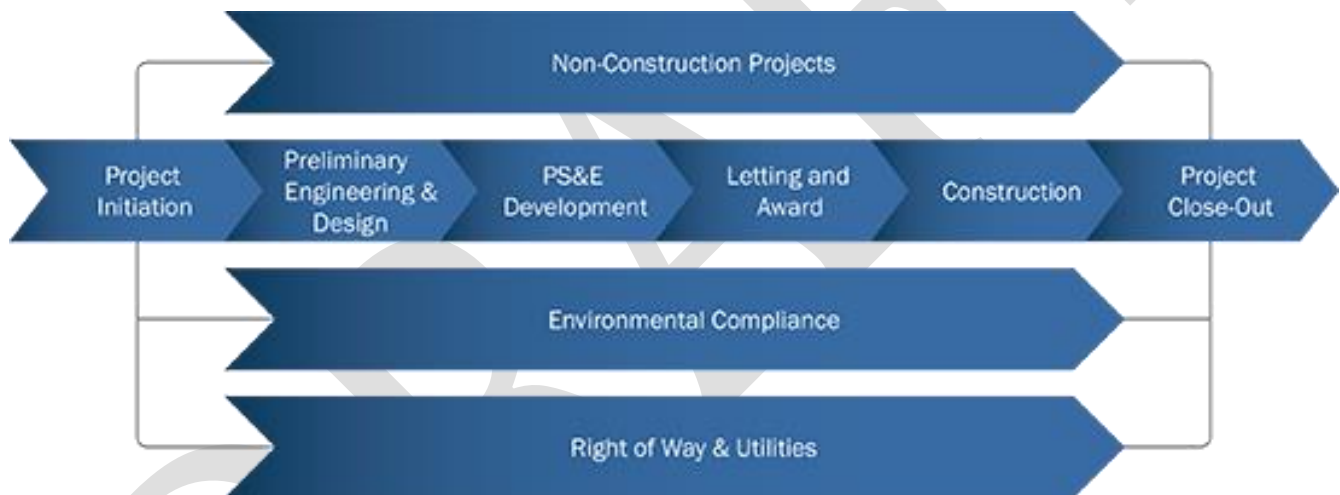 Non-Construction Projects
Project
Initiation
Preliminary
Engineering &
Design
PS&E
Development
Letting and
Award
Construction
Project
Close-Out
Environmental Compliance
Right of Way & Utilities